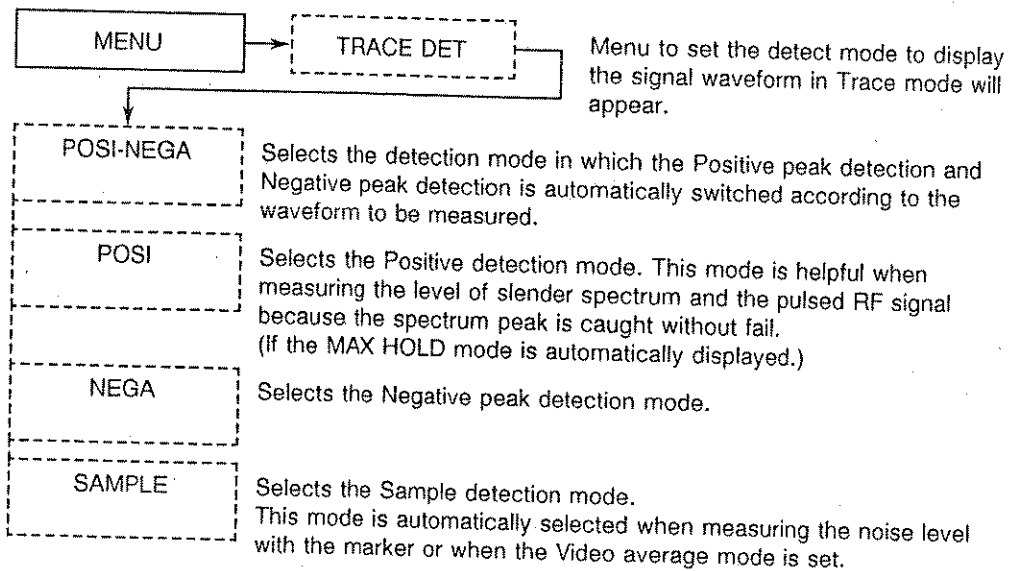 MENU
TRACE DET
Menu to set the detect mode to display
the signal waveform in Trace mode will
appear.
POSI-NEGA
Selects the detection mode in which the Positive peak detection and
Negative peak detection is automatically switched according to the
waveform to be measured.
POSI
Selects the Positive detection mode. This mode is helpful when
measuring the level of slender spectrum and the pulsed RF signal
because the spectrum peak is caught without fail.
(If the MAX HOLD mode is automatically displayed.)
NEGA
Selects the Negative peak detection mode.
SAMPLE
Selects the Sample detection mode.
This mode is automatically selected when measuring the noise level
with the marker or when the Video average mode is set.